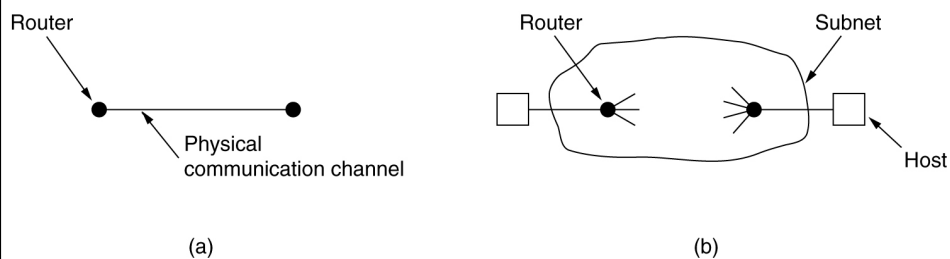 Router
Physical
communication channel
(a)
Router
Subnet
Host
(b)